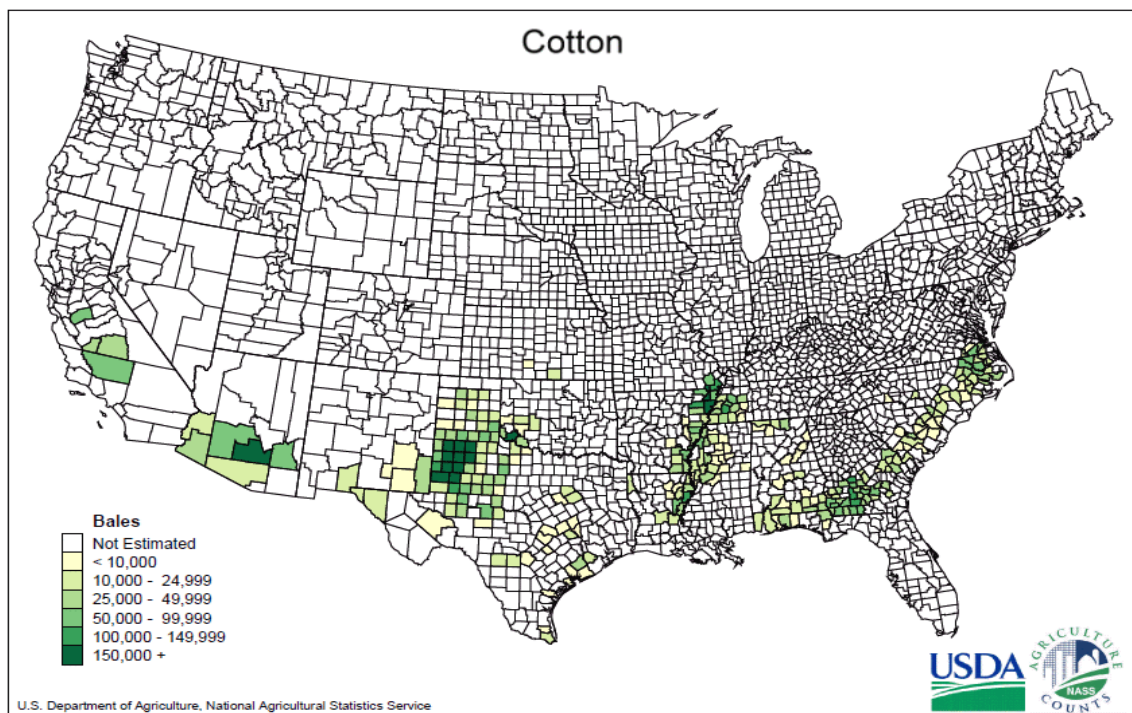 Cotton
Bales
Not Estimated
< 10,000
10,000 - 24,999
25,000 - 49,999
50,000 - 99,999
100,000 - 149,999
150,000 +
USDA
AGRICULTURE
NASS
COUNTS
U.S. Department of Agriculture, National Agricultural Statistics Service